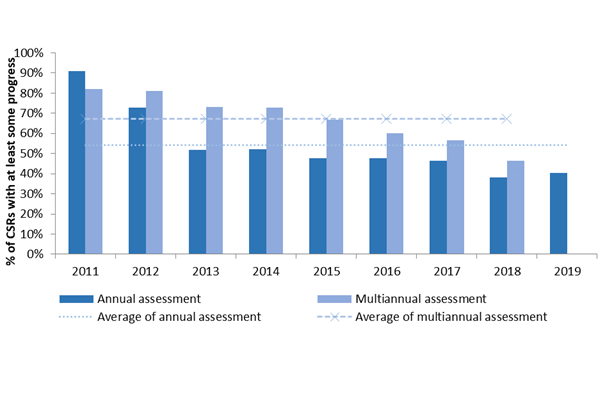 % of CSRs with at least some progress
100%
90%
80%
70%
60%
50%
40%
30%
20%
10%
0%
2011 2012 2013 2014 2015 2016 2017 2018 2019
Annual assessment Multiannual assessment
Average of annual assessment Average of multiannual assessment